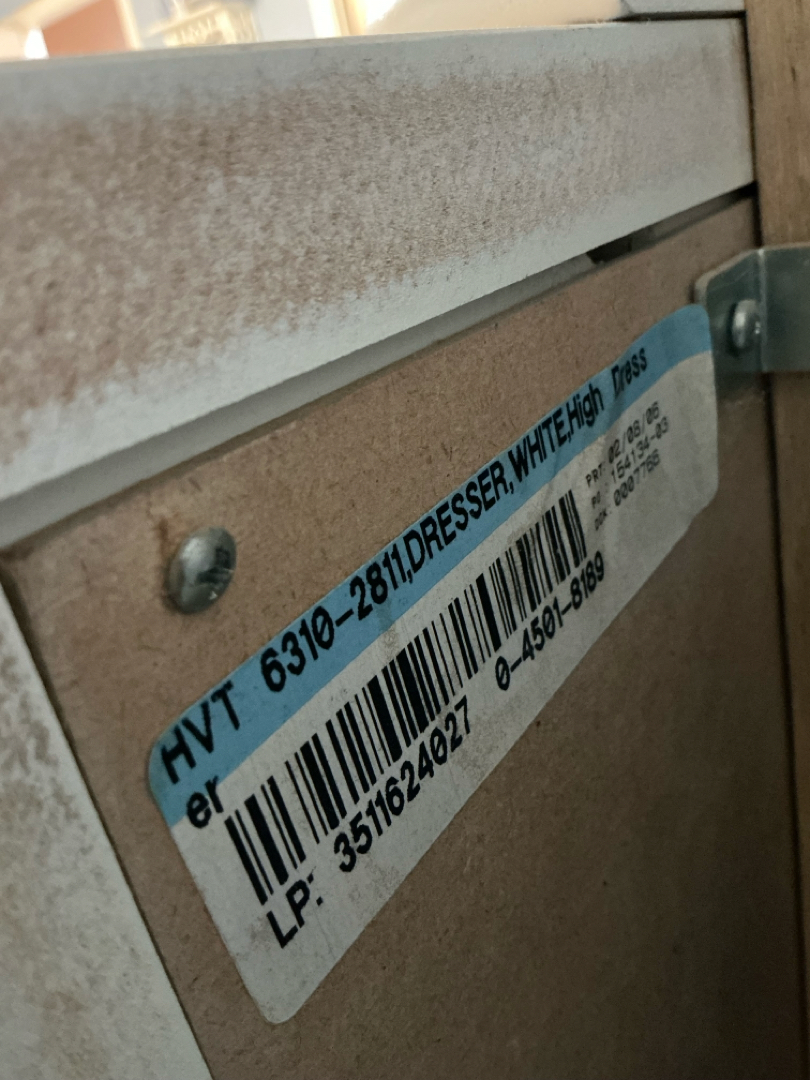 HVT 6310-2811,DRESSER,WHITE,High Dress
er
PRT 02/08/06
PO 154134-03
0007766
LP: 3511624027 0-4501-8189